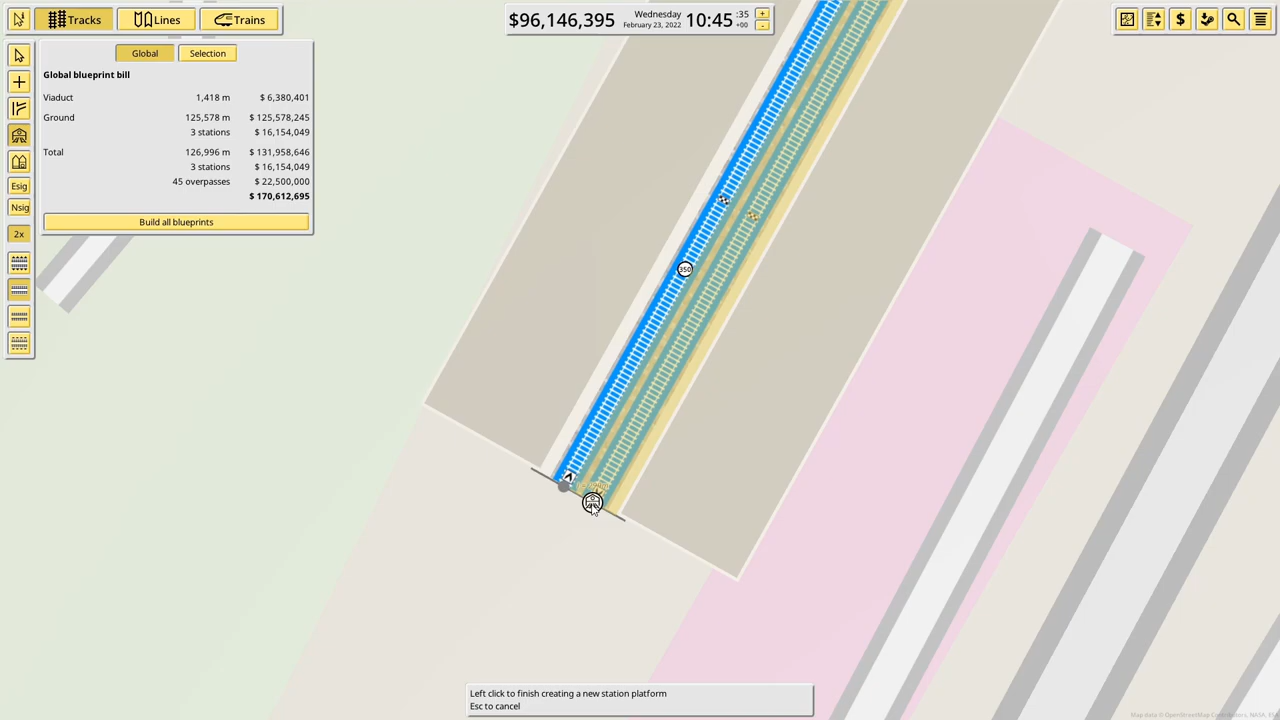 Tracks
Lines
Trains
$96,146,395
Wednesday
February 23, 2022
10:45 :35
+00
+
-
$
Global
Selection
Global blueprint bill
Viaduct 1,418 m $ 6,380,401
Ground 125,578 m $ 125,578,245
3 stations $ 16,154,049
Total 126,996 m $ 131,958,646
3 stations $ 16,154,049
45 overpasses $ 22,500,000
$ 170,612,695
Build all blueprints
Esig
Nsig
2x
350
Left click to finish creating a new station platform
Esc to cancel